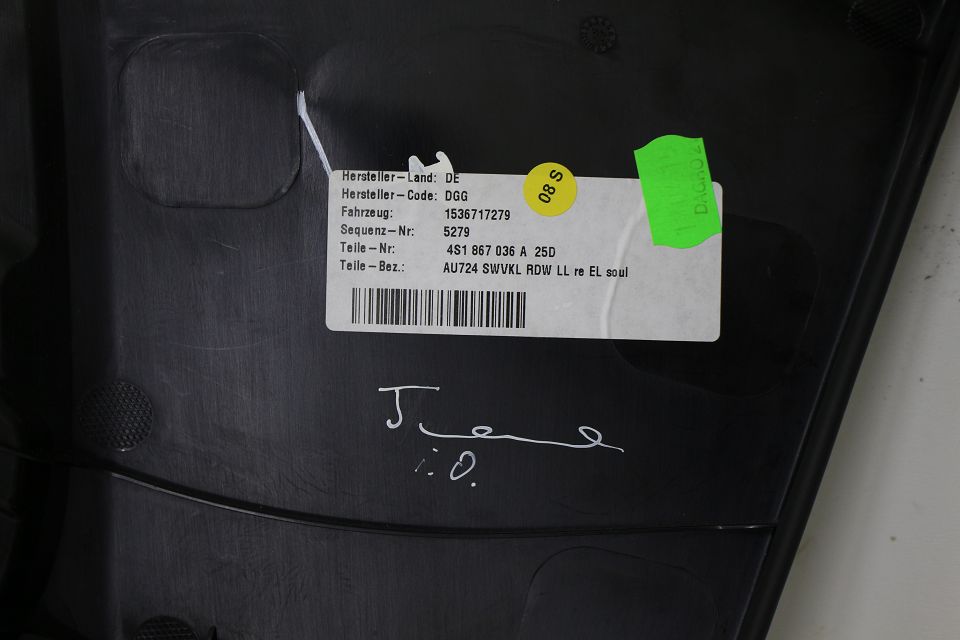 Hersteller-Land: DE
Hersteller-Code: DGG
Fahrzeug: 1536717279
Sequenz-Nr: 5279
Teile-Nr: 4S1 867 036 A 25D
Teile-Bez.: AU724 SWVKL RDW LL re EL soul
08 S
i.O.